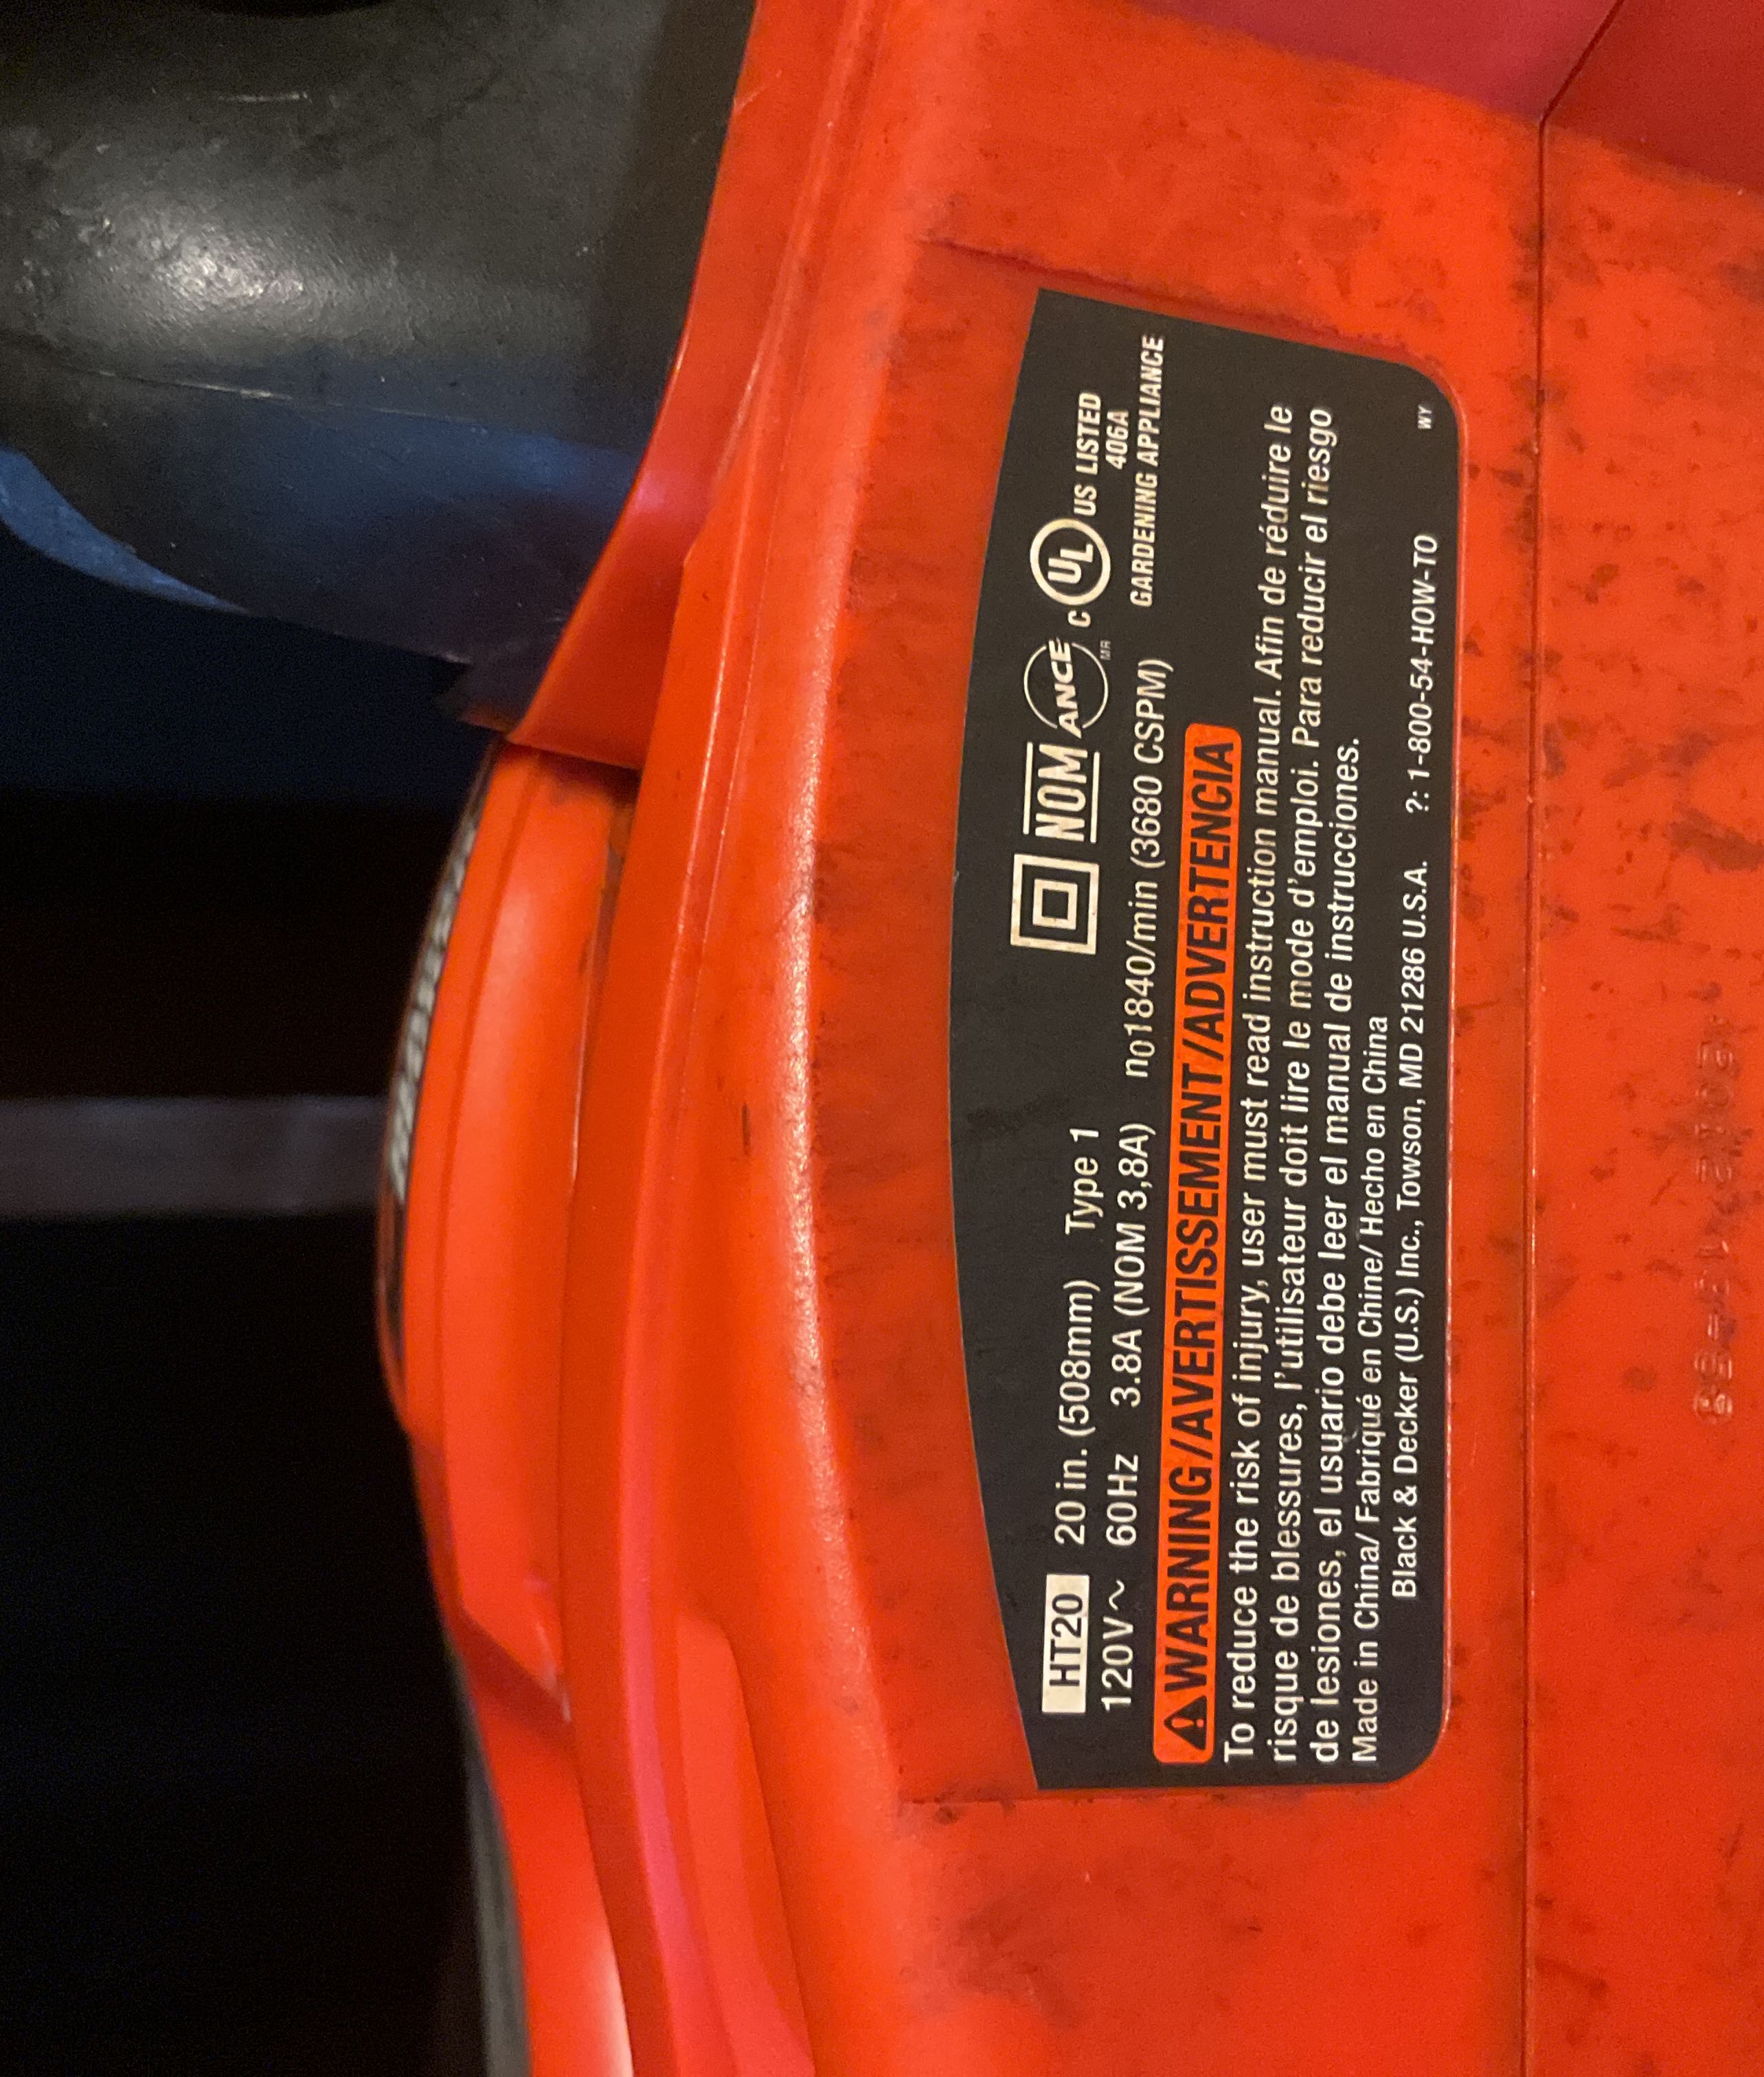 HT20 20 in. (508mm) Type 1 NOM ANCE MR c UL US LISTED
406A
120V~ 60Hz 3.8A (NOM 3,8A) no1840/min (3680 CSPM) GARDENING APPLIANCE
⚠WARNING/AVERTISSEMENT/ADVERTENCIA
To reduce the risk of injury, user must read instruction manual. Afin de réduire le
risque de blessures, l'utilisateur doit lire le mode d'emploi. Para reducir el riesgo
de lesiones, el usuario debe leer el manual de instrucciones.
Made in China/ Fabriqué en Chine/ Hecho en China
Black & Decker (U.S.) Inc., Towson, MD 21286 U.S.A. ?: 1-800-54-HOW-TO WY